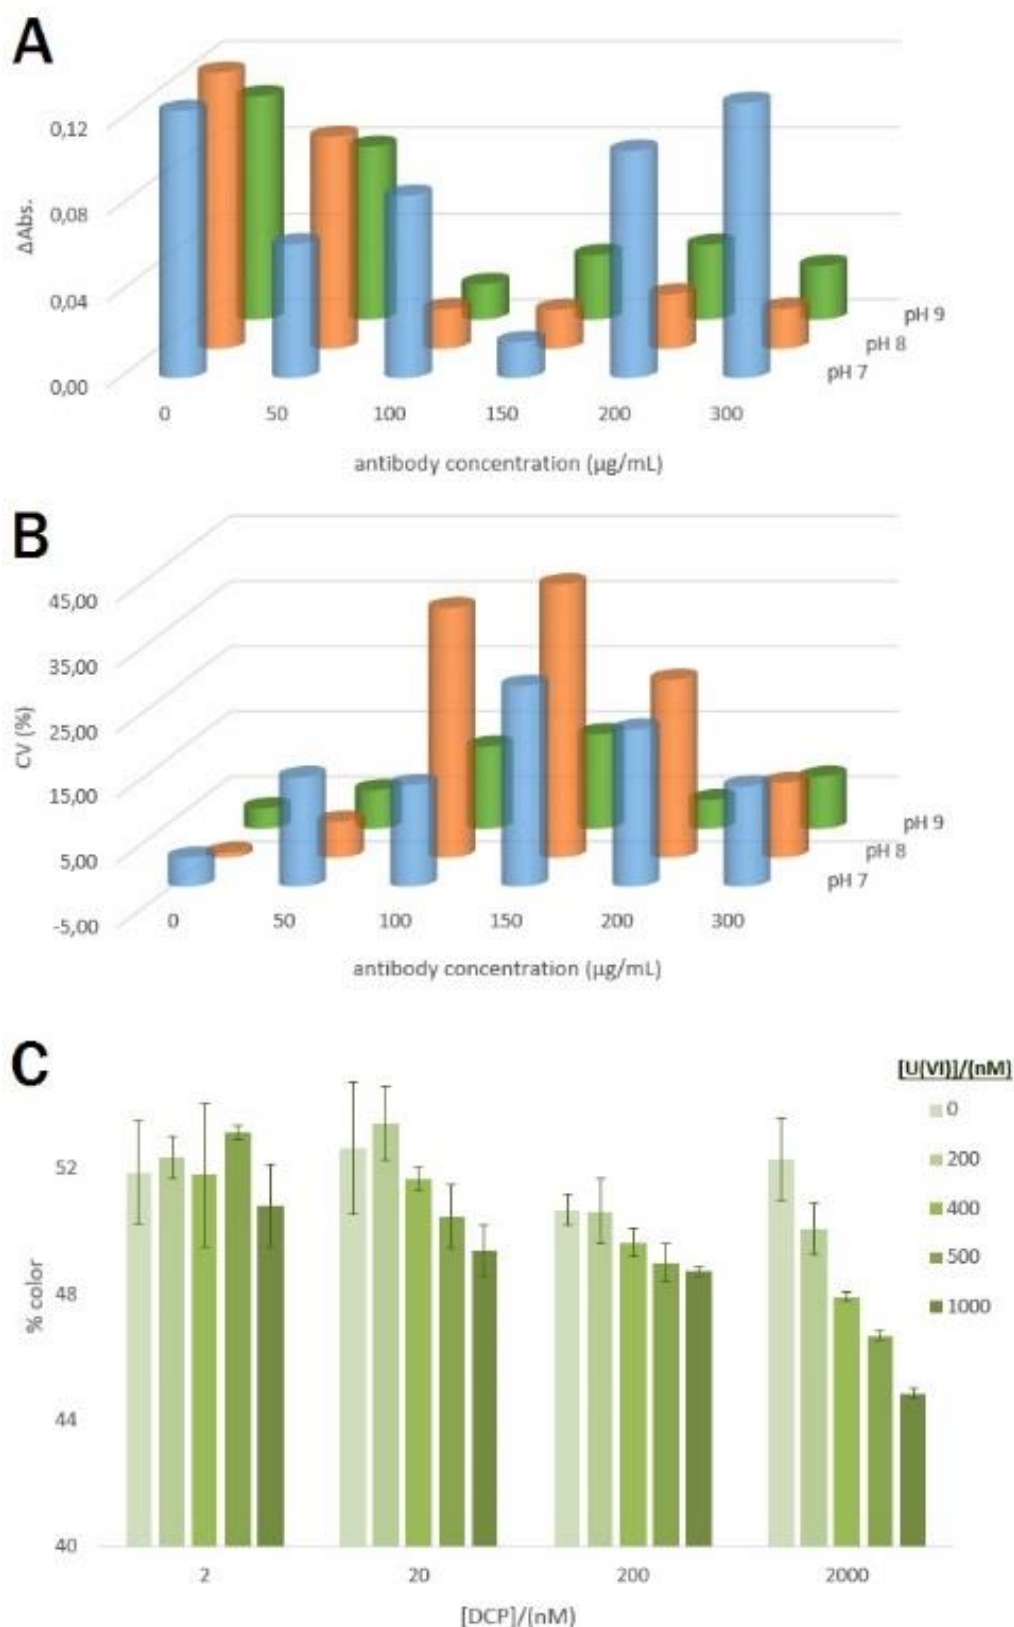 A
0,12
0,08
0,04
0,00
ΔAbs.
pH 9
pH 8
pH 7
0 50 100 150 200 300
antibody concentration (µg/mL)
B
45,00
35,00
25,00
15,00
5,00
-5,00
CV (%)
pH 9
pH 8
pH 7
0 50 100 150 200 300
antibody concentration (µg/mL)
C
[U(VI)]/(nM)
0
200
400
500
1000
52
48
44
40
% color
2 20 200 2000
[DCP]/(nM)